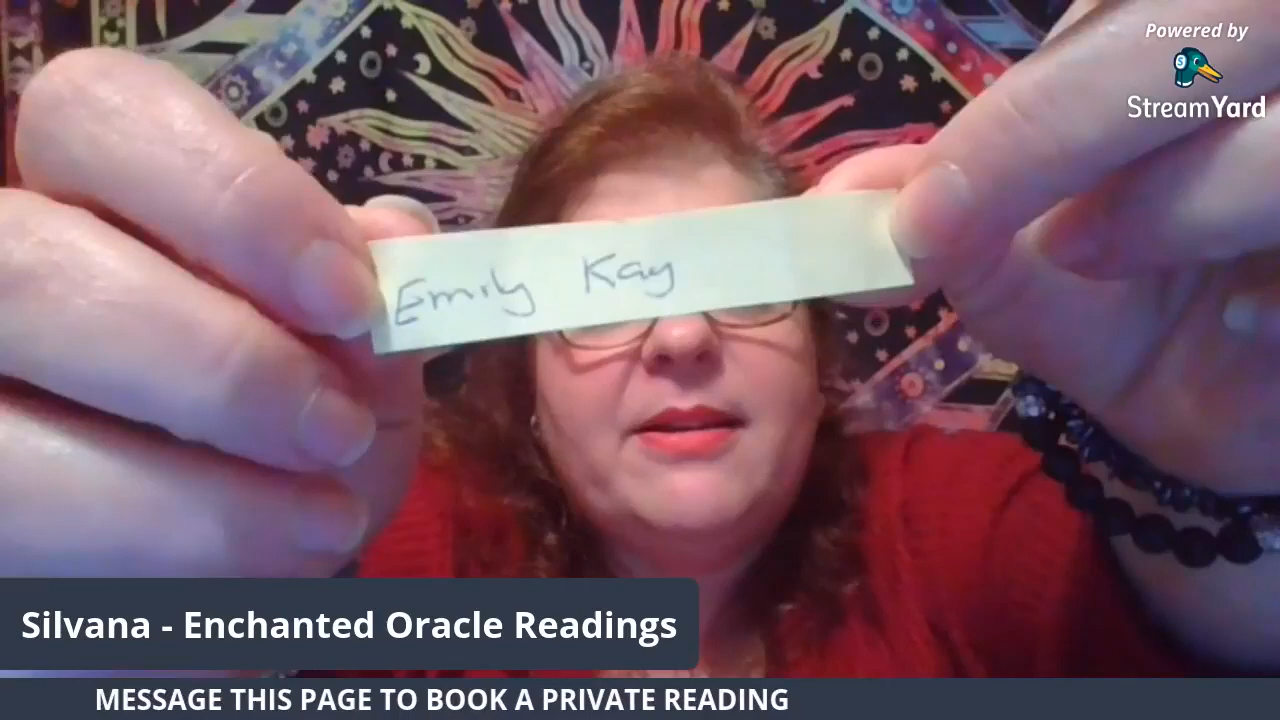 Powered by
StreamYard
Emily Kay
Silvana - Enchanted Oracle Readings
MESSAGE THIS PAGE TO BOOK A PRIVATE READING